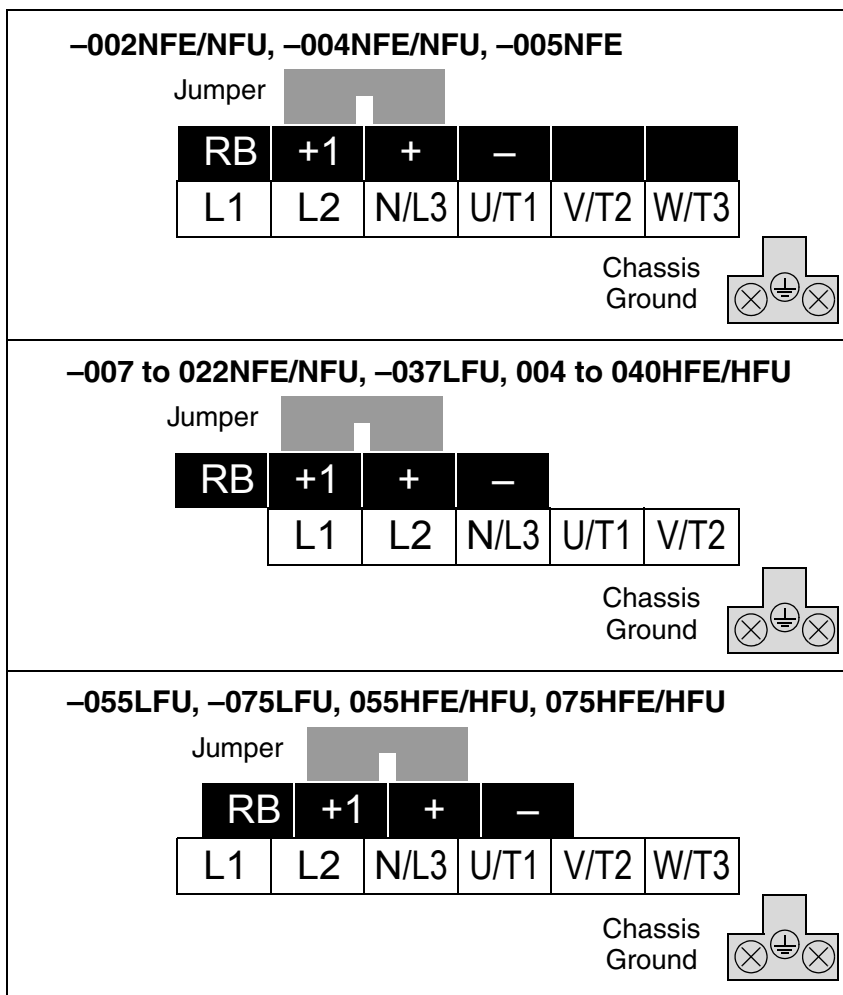 –002NFE/NFU, –004NFE/NFU, –005NFE
Jumper
RB +1 + –
L1 L2 N/L3 U/T1 V/T2 W/T3
Chassis
Ground
–007 to 022NFE/NFU, –037LFU, 004 to 040HFE/HFU
Jumper
RB +1 + –
L1 L2 N/L3 U/T1 V/T2
Chassis
Ground
–055LFU, –075LFU, 055HFE/HFU, 075HFE/HFU
Jumper
RB +1 + –
L1 L2 N/L3 U/T1 V/T2 W/T3
Chassis
Ground